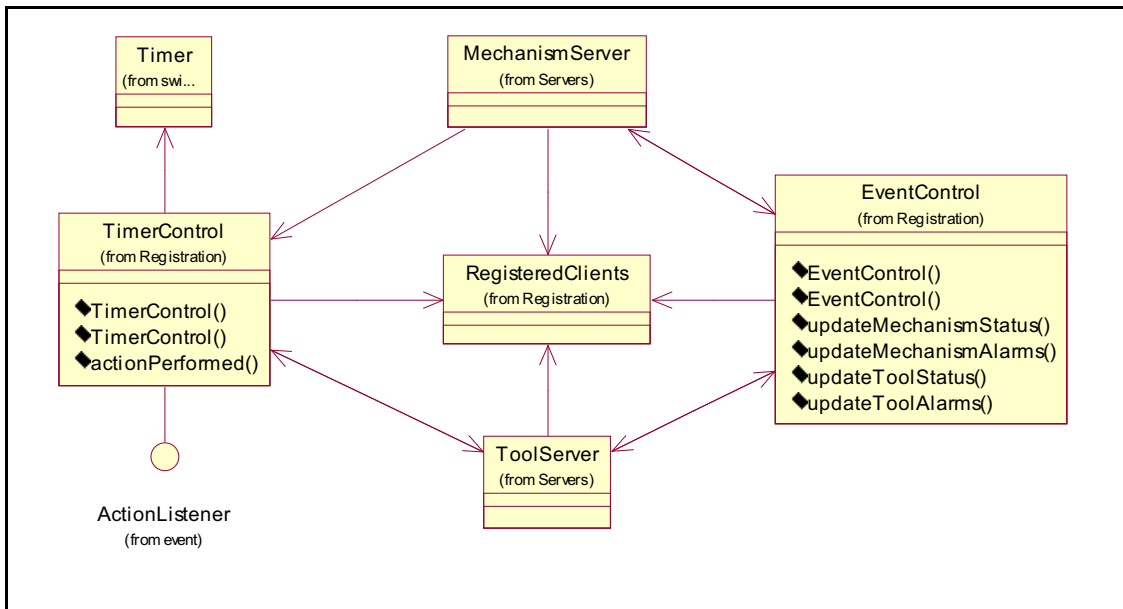 Timer
(from swi...
MechanismServer
(from Servers)
EventControl
(from Registration)
EventControl()
EventControl()
updateMechanismStatus()
updateMechanismAlarms()
updateToolStatus()
updateToolAlarms()
TimerControl
(from Registration)
TimerControl()
TimerControl()
actionPerformed()
RegisteredClients
(from Registration)
ToolServer
(from Servers)
ActionListener
(from event)